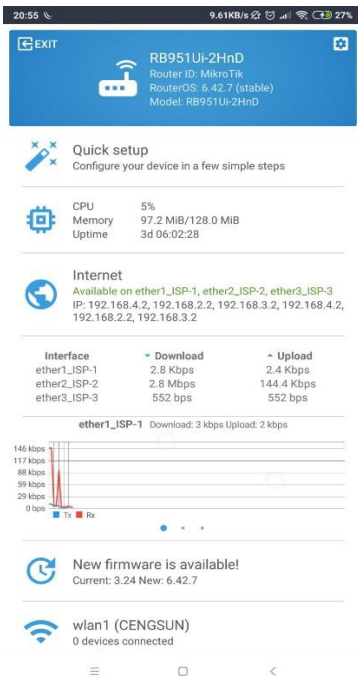 20:55 9.61KB/s 27%
EXIT
RB951Ui-2HnD
Router ID: MikroTik
RouterOS: 6.42.7 (stable)
Model: RB951Ui-2HnD
Quick setup
Configure your device in a few simple steps
CPU 5%
Memory 97.2 MiB/128.0 MiB
Uptime 3d 06:02:28
Internet
Available on ether1_ISP-1, ether2_ISP-2, ether3_ISP-3
IP: 192.168.4.2, 192.168.2.2, 192.168.3.2, 192.168.4.2,
192.168.2.2, 192.168.3.2
Interface Download Upload
ether1_ISP-1 2.8 Kbps 2.4 Kbps
ether2_ISP-2 2.8 Mbps 144.4 Kbps
ether3_ISP-3 552 bps 552 bps
ether1_ISP-1 Download: 3 kbps Upload: 2 kbps
146 kbps
117 kbps
88 kbps
59 kbps
29 kbps
0 bps
Tx Rx
New firmware is available!
Current: 3.24 New: 6.42.7
wlan1 (CENGSUN)
0 devices connected